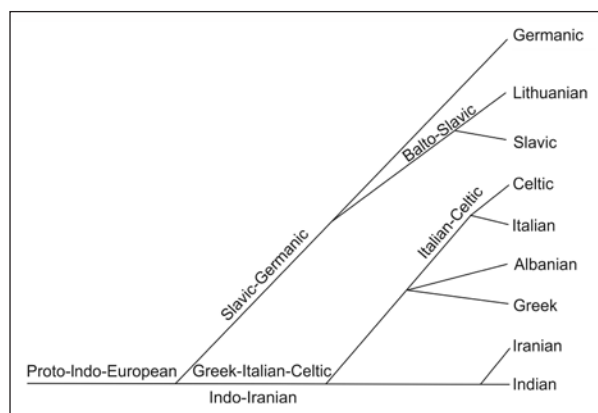 Germanic
Lithuanian
Balto-Slavic
Slavic
Celtic
Italian-Celtic
Italian
Slavic-Germanic
Albanian
Greek
Iranian
Proto-Indo-European
Greek-Italian-Celtic
Indian
Indo-Iranian